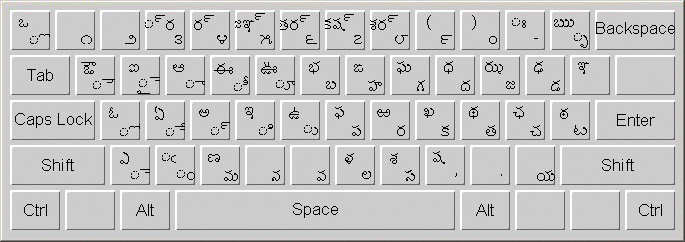 ఒ ొ ౧ ౨ ్ర ౩ ర్ ౪ జ్ఞ ౫ త్ర ౬ క్ష ౭ శ్ర ౮ ( ౯ ) ౦ ః - ఋ ృ Backspace
Tab ఔ ౌ ఐ ై ఆ ా ఈ ీ ఊ ూ భ బ ఙ హ ఘ గ ధ ద ఝ జ ఢ డ ఞ
Caps Lock ఓ ో ఏ ే అ ్ ఇ ి ఉ ు ఫ ప ఱ ర ఖ క థ త ఛ చ ఠ ట Enter
Shift ఎ ె ఁ ం ణ మ న వ ళ ల శ స ష , . య Shift
Ctrl Alt Space Alt Ctrl